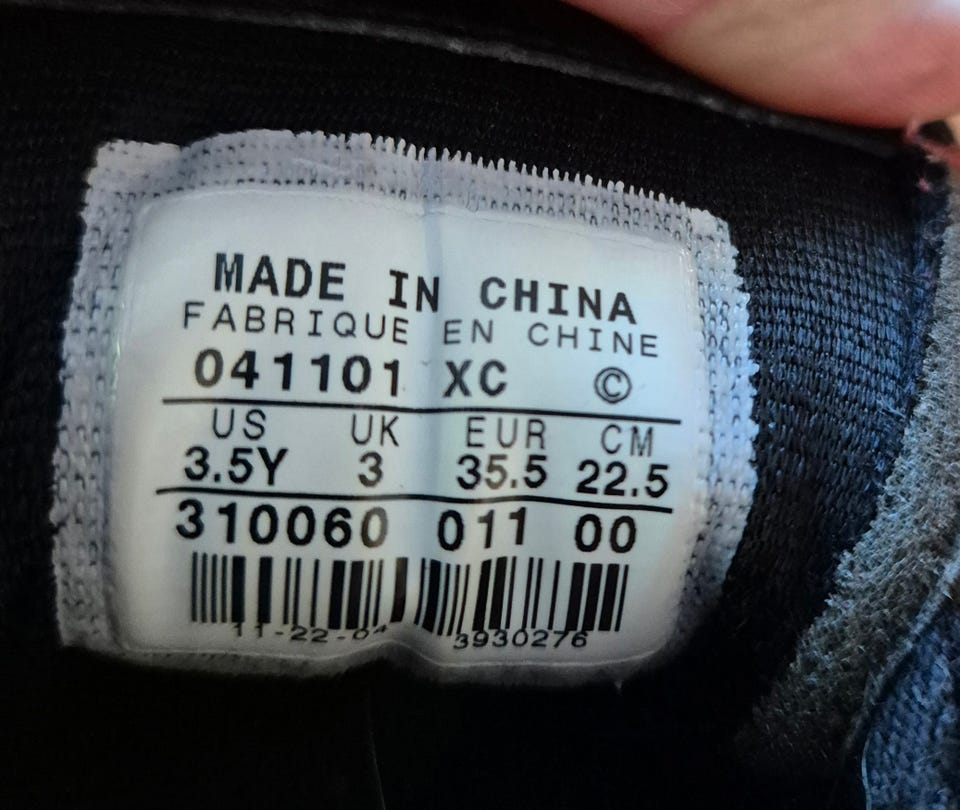 MADE IN CHINA
FABRIQUE EN CHINE
041101 XC ©
US UK EUR CM
3.5Y 3 35.5 22.5
310060 011 00
11-22-04 3930276